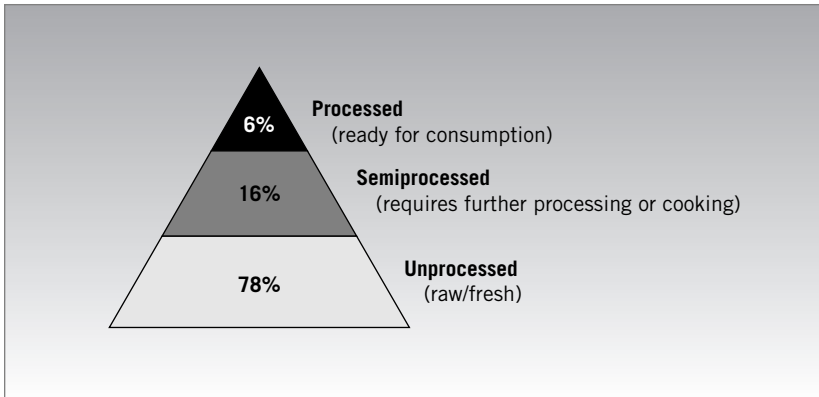 6%
Processed
(ready for consumption)
16%
Semiprocessed
(requires further processing or cooking)
78%
Unprocessed
(raw/fresh)